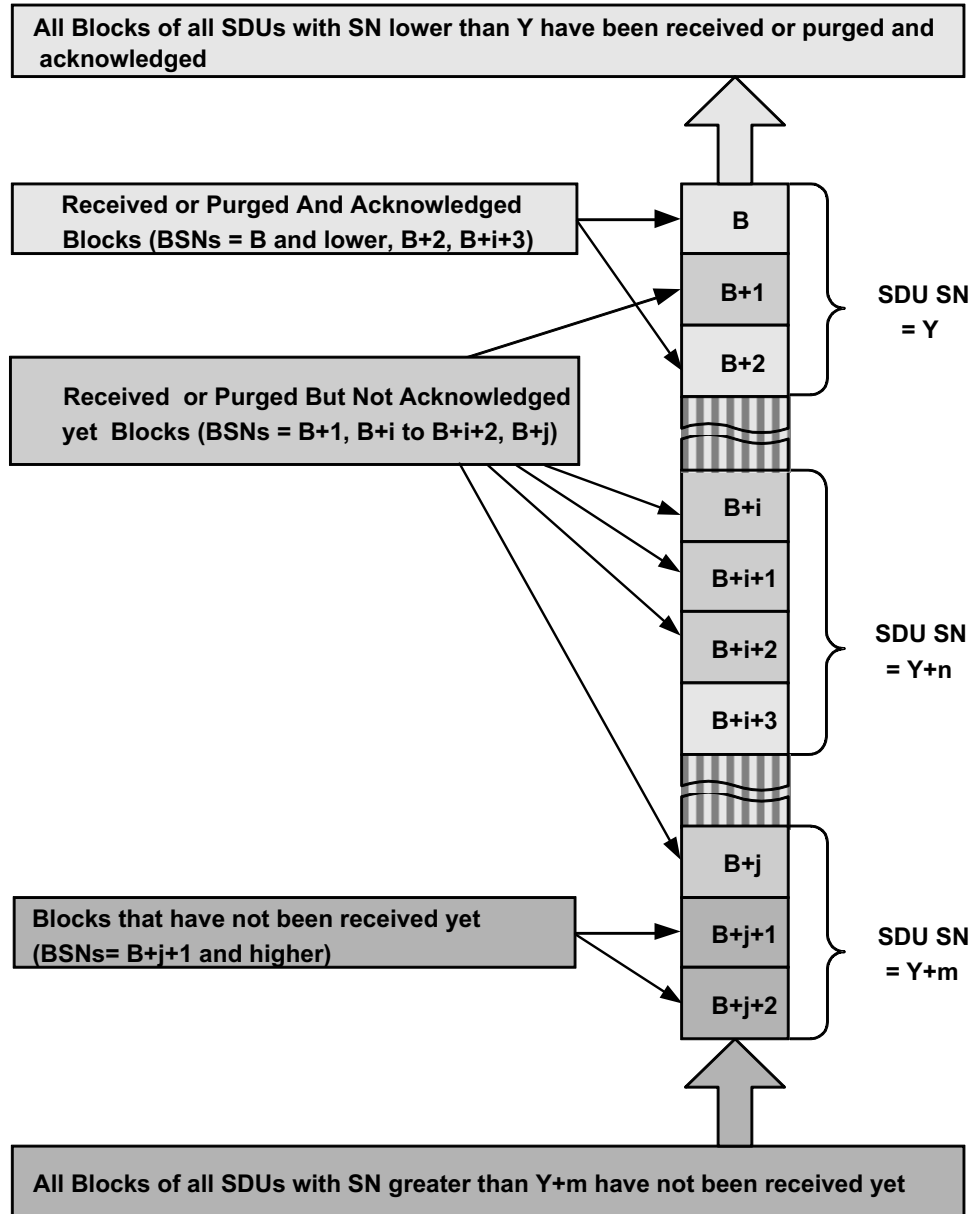 All Blocks of all SDUs with SN lower than Y have been received or purged and
acknowledged
Received or Purged And Acknowledged
Blocks (BSNs = B and lower, B+2, B+i+3)
B
B+1
B+2
SDU SN
= Y
Received or Purged But Not Acknowledged
yet Blocks (BSNs = B+1, B+i to B+i+2, B+j)
B+i
B+i+1
B+i+2
B+i+3
SDU SN
= Y+n
B+j
B+j+1
B+j+2
SDU SN
= Y+m
Blocks that have not been received yet
(BSNs= B+j+1 and higher)
All Blocks of all SDUs with SN greater than Y+m have not been received yet